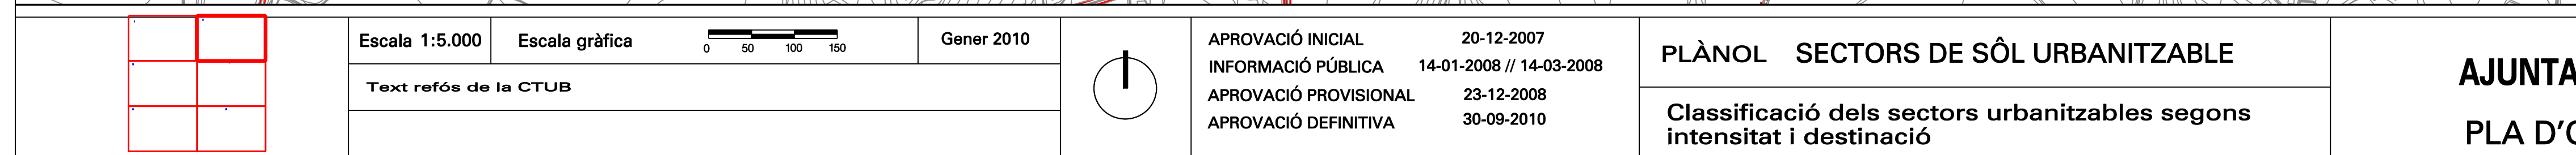 Escala 1:5.000
Escala gràfica
0 50 100 150
Gener 2010
Text refós de la CTUB
APROVACIÓ INICIAL 20-12-2007
INFORMACIÓ PÚBLICA 14-01-2008 // 14-03-2008
APROVACIÓ PROVISIONAL 23-12-2008
APROVACIÓ DEFINITIVA 30-09-2010
PLÀNOL SECTORS DE SÔL URBANITZABLE
Classificació dels sectors urbanitzables segons
intensitat i destinació
AJUNTA
PLA D'